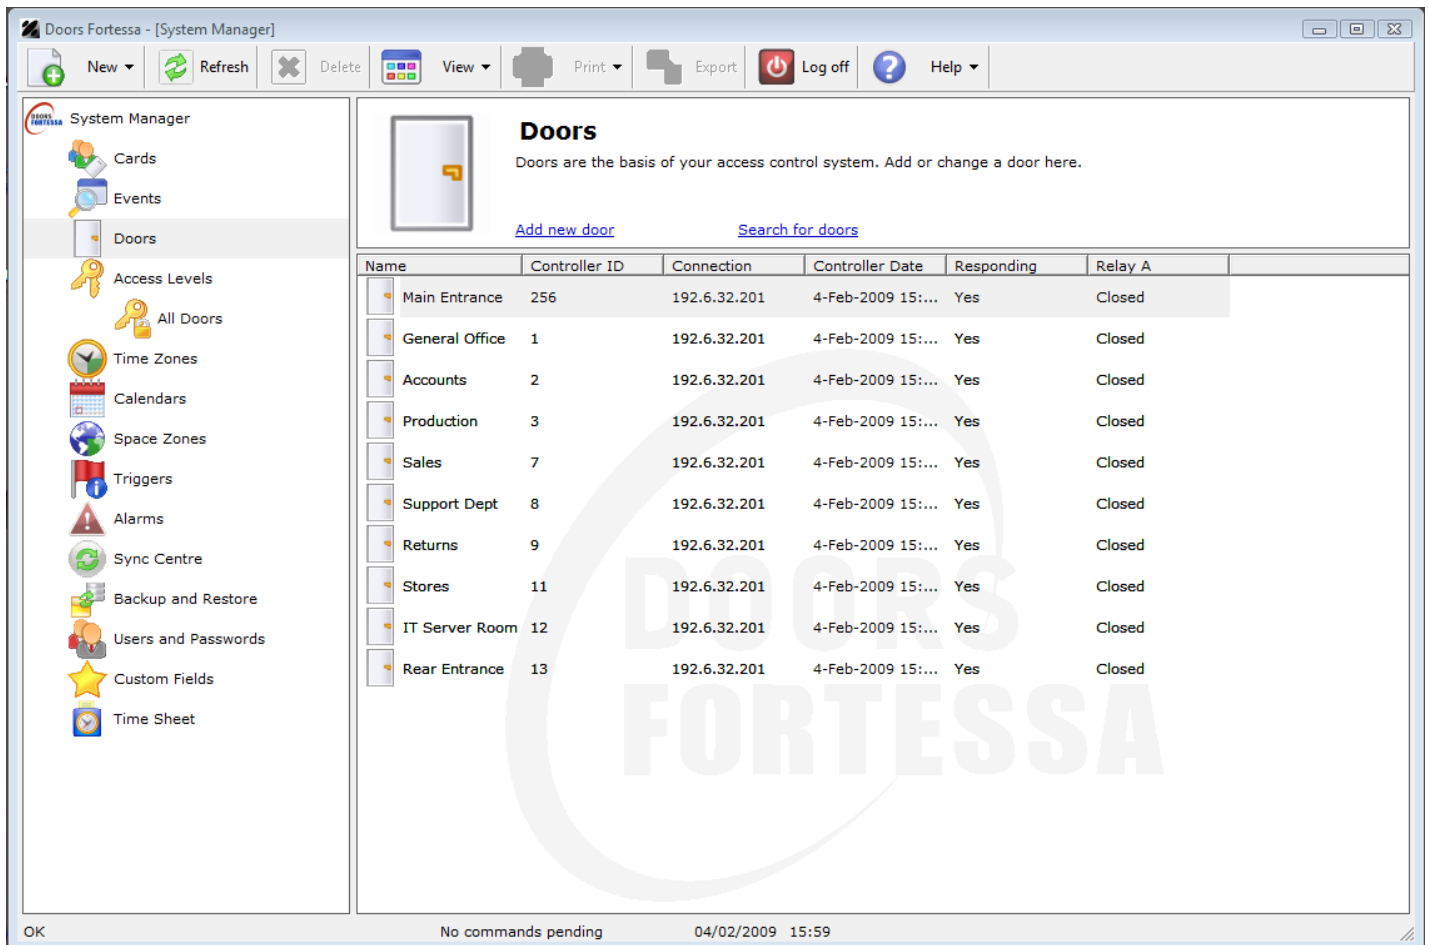 Doors Fortessa - [System Manager]
New Refresh Delete View Print Export Log off Help
DOORS FORTESSA System Manager
Cards
Events
Doors
Access Levels
All Doors
Time Zones
Calendars
Space Zones
Triggers
Alarms
Sync Centre
Backup and Restore
Users and Passwords
Custom Fields
Time Sheet
Doors
Doors are the basis of your access control system. Add or change a door here.
Add new door Search for doors
Name Controller ID Connection Controller Date Responding Relay A
Main Entrance 256 192.6.32.201 4-Feb-2009 15:... Yes Closed
General Office 1 192.6.32.201 4-Feb-2009 15:... Yes Closed
Accounts 2 192.6.32.201 4-Feb-2009 15:... Yes Closed
Production 3 192.6.32.201 4-Feb-2009 15:... Yes Closed
Sales 7 192.6.32.201 4-Feb-2009 15:... Yes Closed
Support Dept 8 192.6.32.201 4-Feb-2009 15:... Yes Closed
Returns 9 192.6.32.201 4-Feb-2009 15:... Yes Closed
Stores 11 192.6.32.201 4-Feb-2009 15:... Yes Closed
IT Server Room 12 192.6.32.201 4-Feb-2009 15:... Yes Closed
Rear Entrance 13 192.6.32.201 4-Feb-2009 15:... Yes Closed
DOORS
FORTESSA
OK No commands pending 04/02/2009 15:59